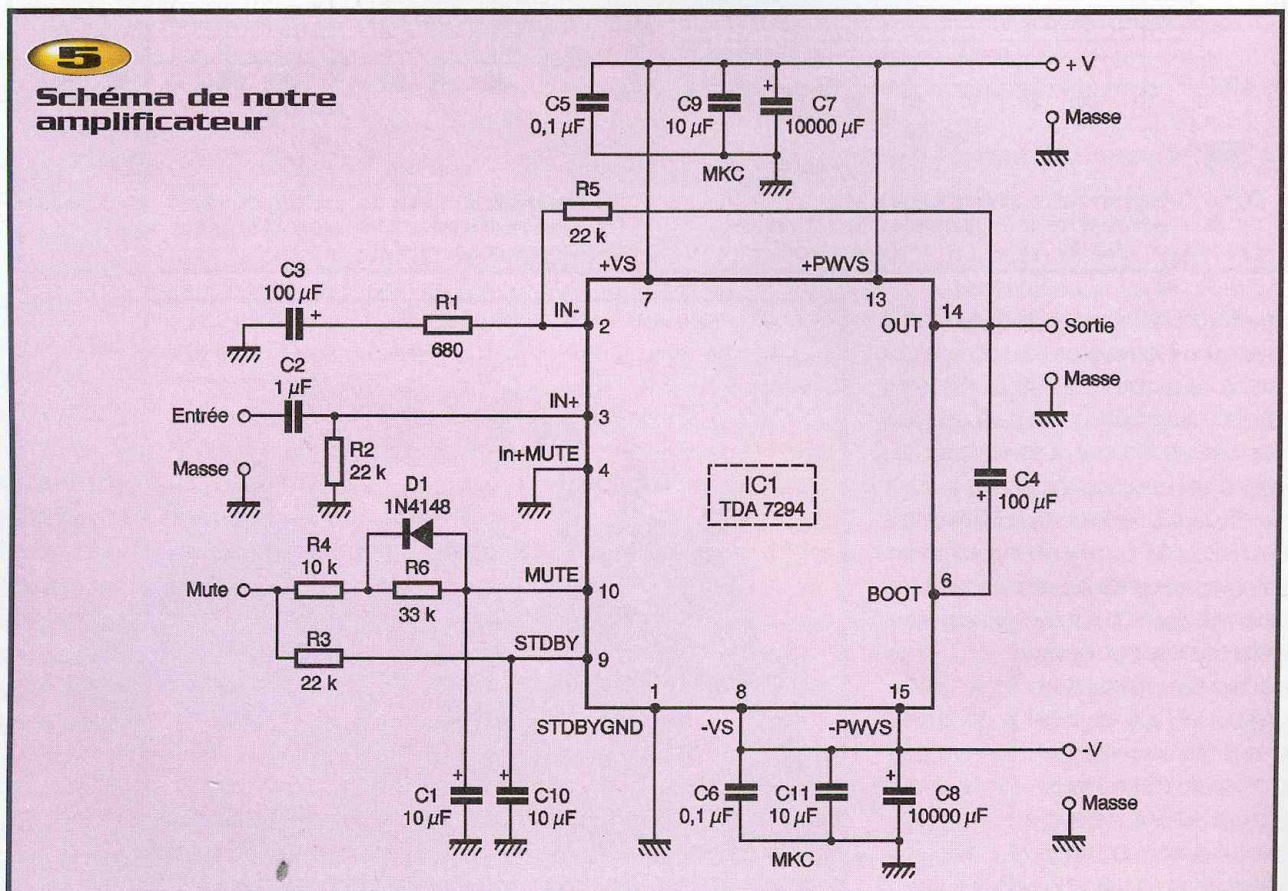 5
Schéma de notre
amplificateur
C5
0,1 µF
C9
10 µF
+
C7
10000 µF
MKC
+ V
Masse
R5
22 k
+VS
7
+PWVS
13
C3
100 µF
+
R1
680
IN-
2
OUT
14
Sortie
Masse
C2
1 µF
Entrée
IN+
3
R2
22 k
Masse
In+MUTE
4
IC1
TDA 7294
C4
100 µF
+
D1
1N4148
R4
10 k
R6
33 k
Mute
MUTE
10
BOOT
6
R3
22 k
STDBY
9
1
STDBYGND
8
-VS
15
-PWVS
-V
C1
10 µF
+
C10
10 µF
+
C6
0,1 µF
C11
10 µF
+
C8
10000 µF
MKC
Masse